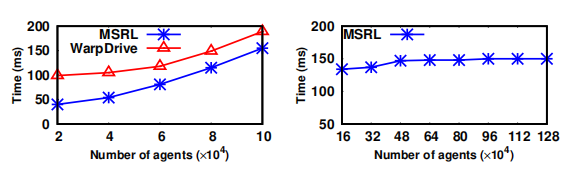 200
150
100
50
0
Time (ms)
MSRL
WarpDrive
2 4 6 8 10
Number of agents (×10⁴)
200
150
100
50
Time (ms)
MSRL
16 32 48 64 80 96 112 128
Number of agents (×10⁴)